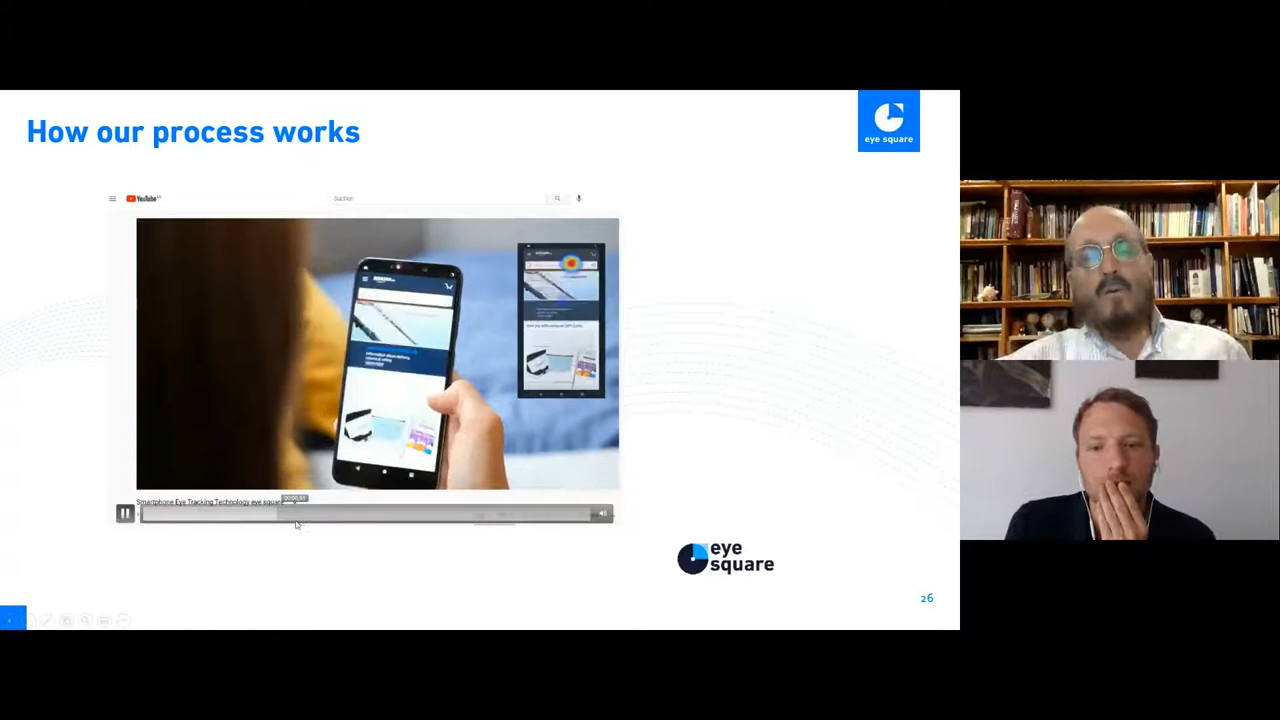 How our process works
eye square
YouTube
Suchen
Smartphone Eye Tracking Technology eye square
eye
square
26